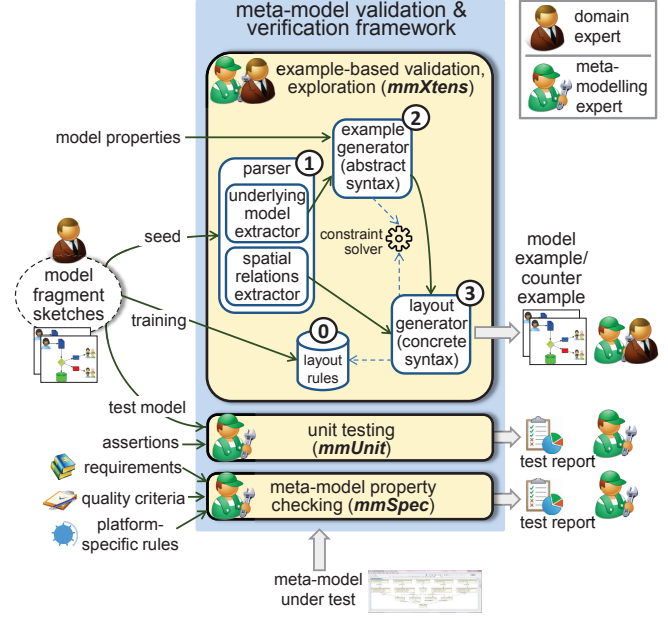 meta-model validation &
verification framework
domain
expert
meta-
modelling
expert
example-based validation,
exploration (mmXtens)
model properties
2
example
generator
(abstract
syntax)
1
parser
underlying
model
extractor
spatial
relations
extractor
constraint
solver
seed
model
fragment
sketches
training
0
layout
rules
3
layout
generator
(concrete
syntax)
model
example/
counter
example
test model
assertions
unit testing
(mmUnit)
test report
requirements
quality criteria
platform-
specific rules
meta-model property
checking (mmSpec)
test report
meta-model
under test